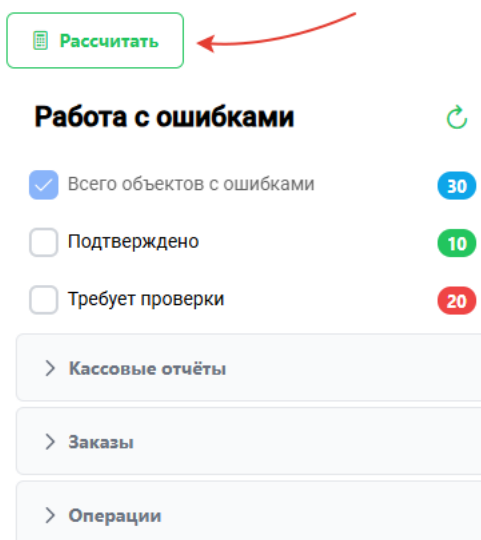 Рассчитать
Работа с ошибками
Всего объектов с ошибками 30
Подтверждено 10
Требует проверки 20
Кассовые отчёты
Заказы
Операции